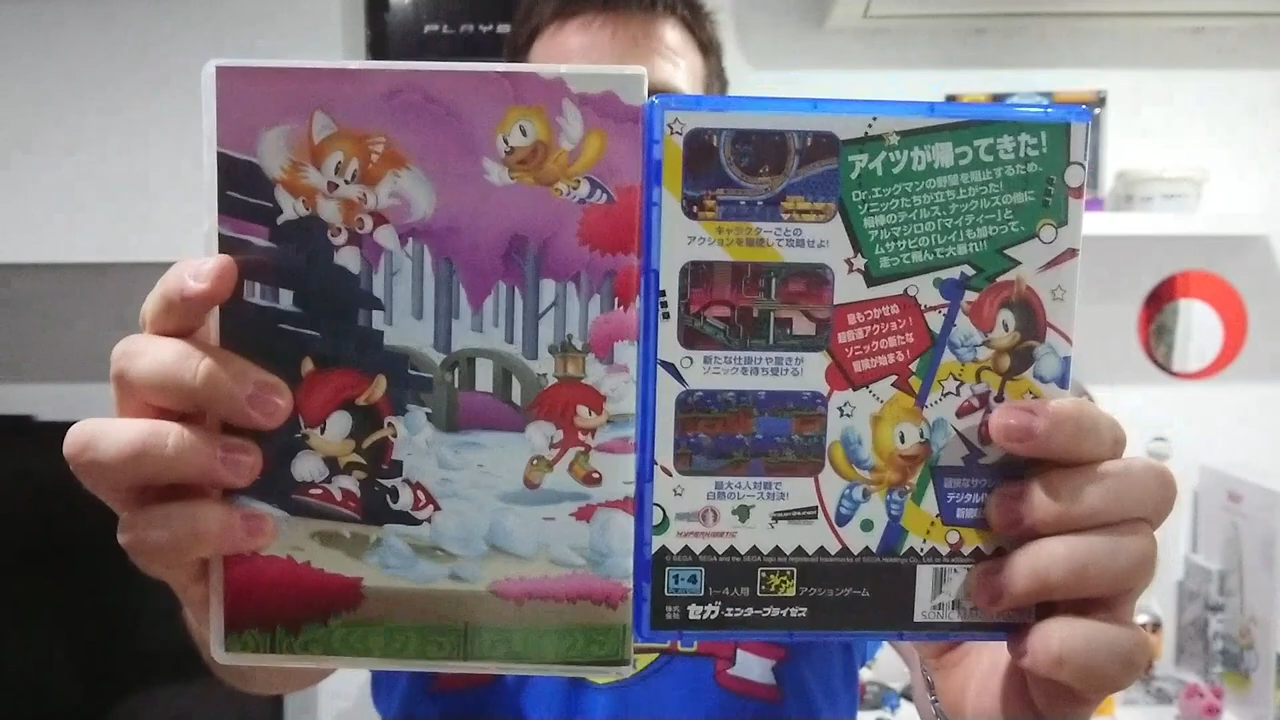 PLAYS
アイツが帰ってきた!
Dr.エッグマンの野望を阻止するため、
ソニックたちが立ち上がった!
相棒のテイルス、ナックルズの他に
アルマジロの「マイティー」と
ムササビの「レイ」も加わって、
走って飛んで大暴れ!!
キャラクターごとの
アクションを駆使して攻略せよ!
息もつかせぬ
超音速アクション!
ソニックの新たな
冒険が始まる!
新たな仕掛けや驚きが
ソニックを待ち受ける!
最大4人対戦で
白熱のレース対決!
デジタル
HYPERKINETIC
© SEGA
1-4
1~4人用
アクションゲーム
株式
会社
セガ・エンタープライゼス
SONIC